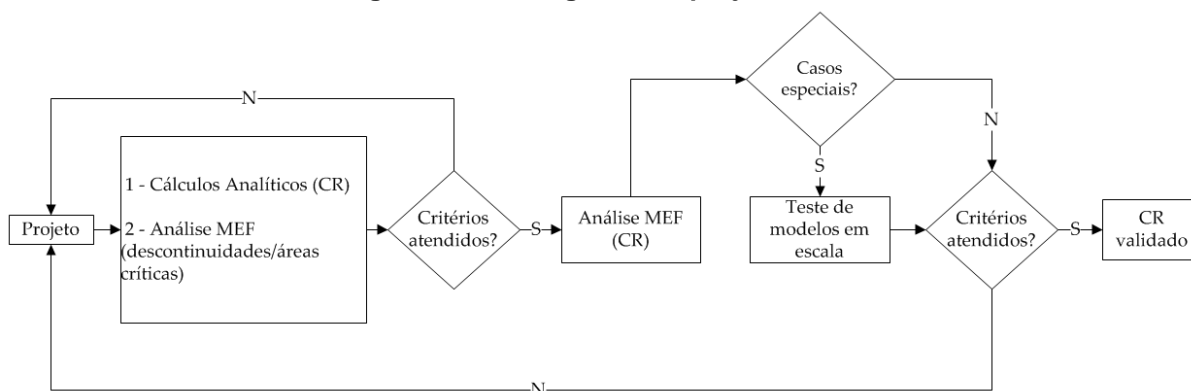 Casos
especiais?
N
N
S
1 - Cálculos Analíticos (CR)
Projeto
2 - Análise MEF
(descontinuidades/áreas
críticas)
Critérios
atendidos?
S
Análise MEF
(CR)
Teste de
modelos em
escala
Critérios
atendidos?
S
CR
validado
N